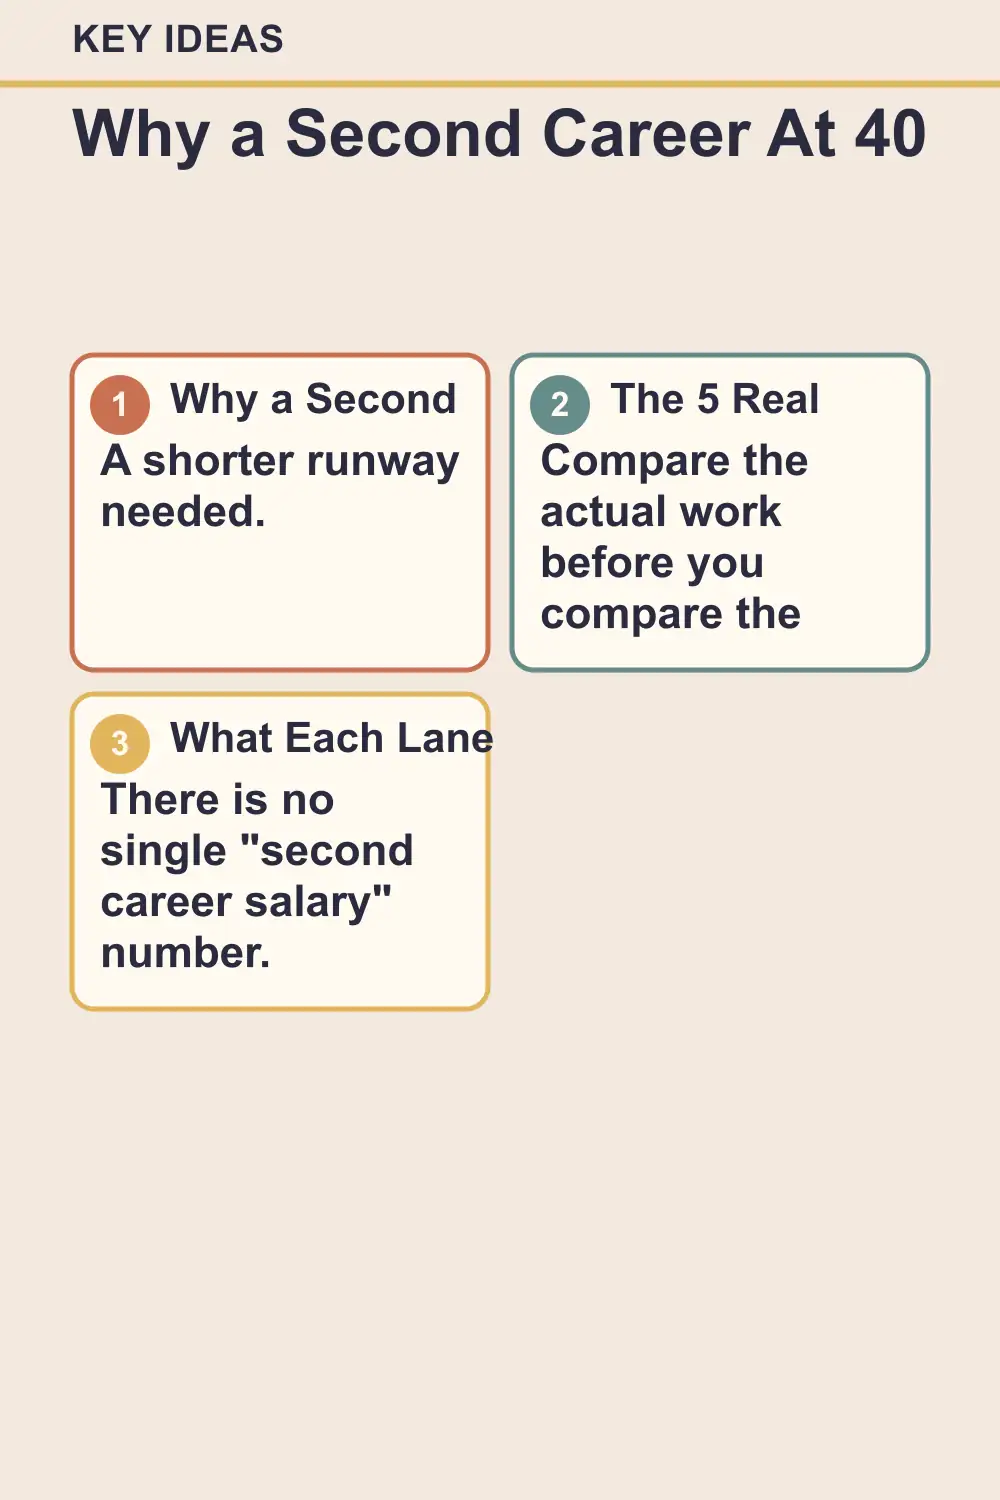 KEY IDEAS
Why a Second Career At 40
1 Why a Second
A shorter runway
needed.
2 The 5 Real
Compare the
actual work
before you
compare the
3 What Each Lane
There is no
single "second
career salary"
number.